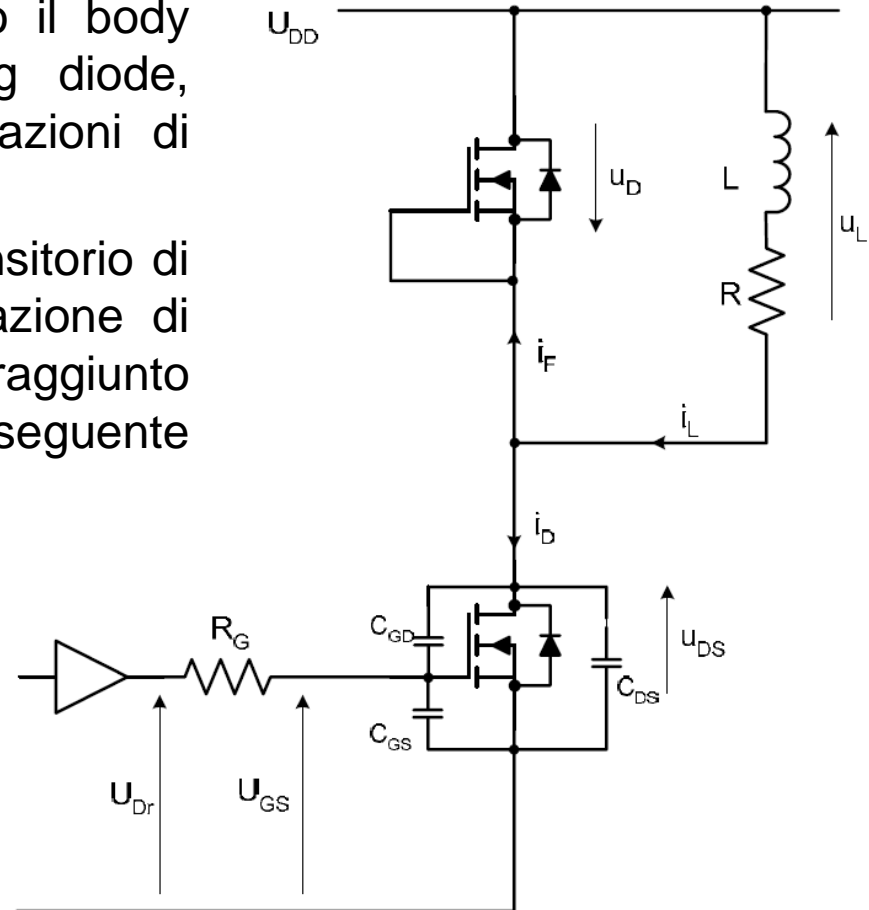 o il body
g diode,
azioni di
nsitorio di
azione di
raggiunto
seguente
U_DD
u_D
L
u_L
R
i_F
i_L
i_D
R_G
C_GD
u_DS
C_DS
C_GS
U_Dr
U_GS